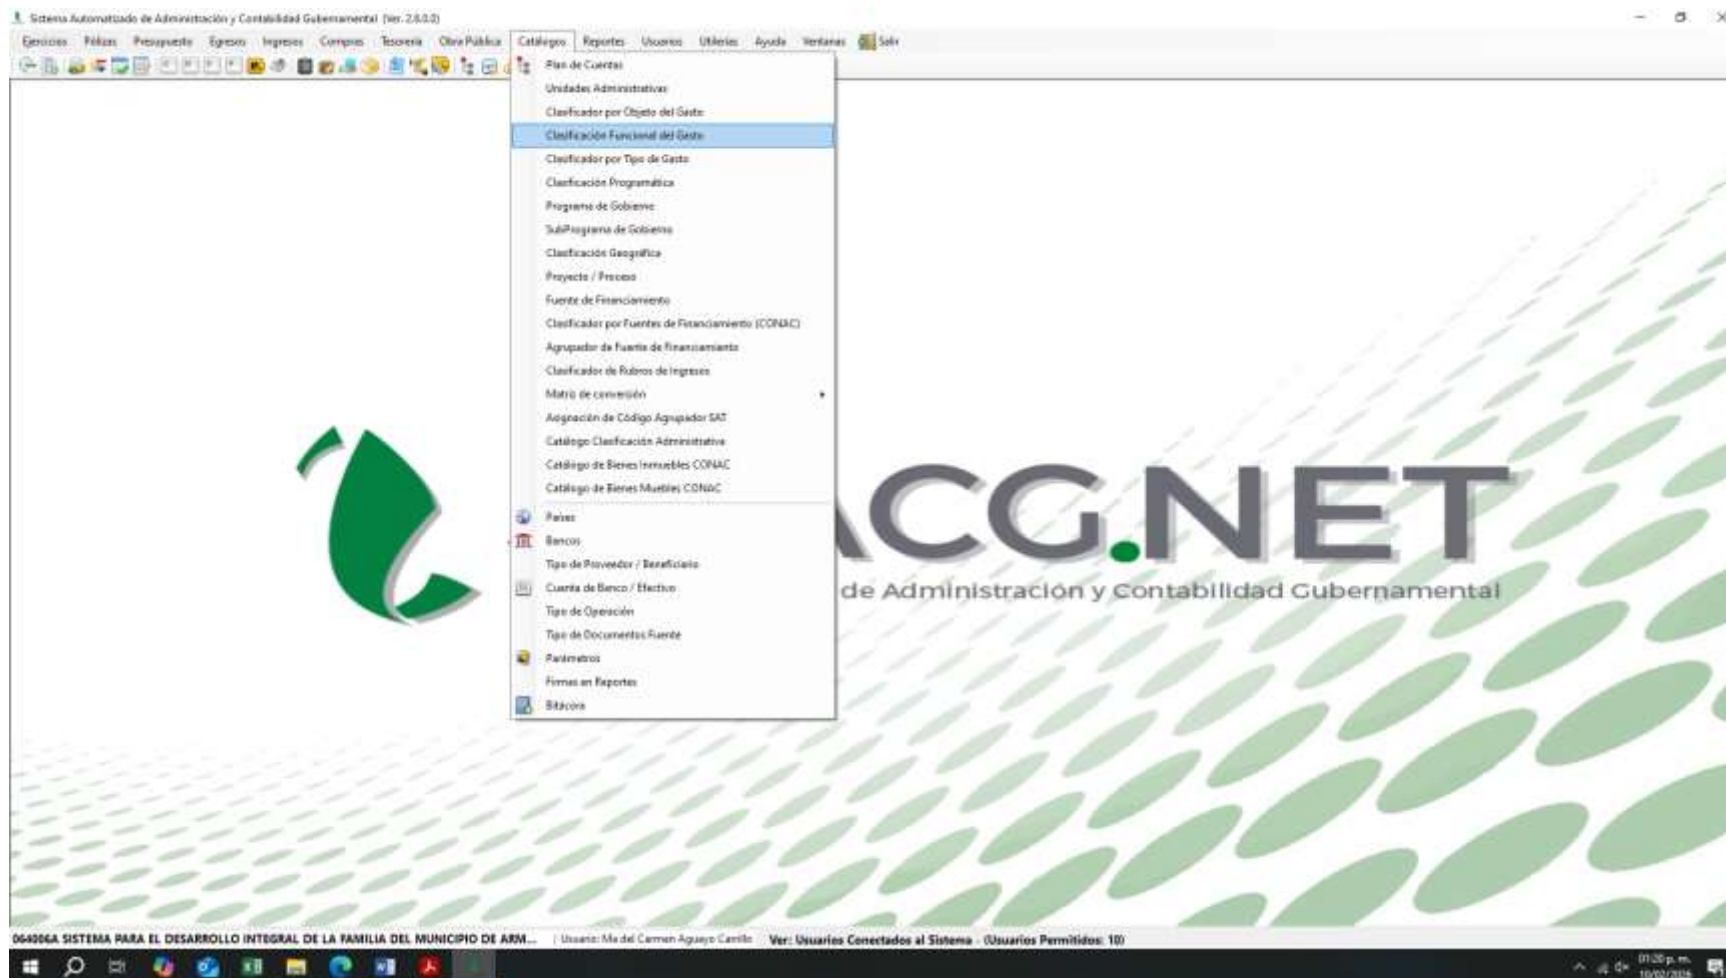 Sistema Automatizado de Administración y Contabilidad Gubernamental (Ver. 2.8.0.0)
Ejercicios Pólizas Presupuesto Egresos Ingresos Compras Tesorería Obra Pública Catálogos Reportes Usuarios Utilerías Ayuda Ventanas Salir
Plan de Cuentas
Unidades Administrativas
Clasificador por Objeto del Gasto
Clasificación Funcional del Gasto
Clasificador por Tipo de Gasto
Clasificación Programática
Programa de Gobierno
SubPrograma de Gobierno
Clasificación Geográfica
Proyecto / Proceso
Fuente de Financiamiento
Clasificador por Fuentes de Financiamiento (CONAC)
Agrupador de Fuente de Financiamiento
Clasificador de Rubros de Ingresos
Matriz de conversión
Asignación de Código Agrupador SAT
Catálogo Clasificación Administrativa
Catálogo de Bienes Inmuebles CONAC
Catálogo de Bienes Muebles CONAC
Países
Bancos
Tipo de Proveedor / Beneficiario
Cuenta de Banco / Efectivo
Tipo de Operación
Tipo de Documentos Fuente
Parámetros
Firmas en Reportes
Bitácora
ACG.NET
de Administración y Contabilidad Gubernamental
064006A SISTEMA PARA EL DESARROLLO INTEGRAL DE LA FAMILIA DEL MUNICIPIO DE ARM... Usuario: Ma del Carmen Aguayo Carrillo Ver: Usuarios Conectados al Sistema - (Usuarios Permitidos: 10)
01:20 p. m.
10/02/2026